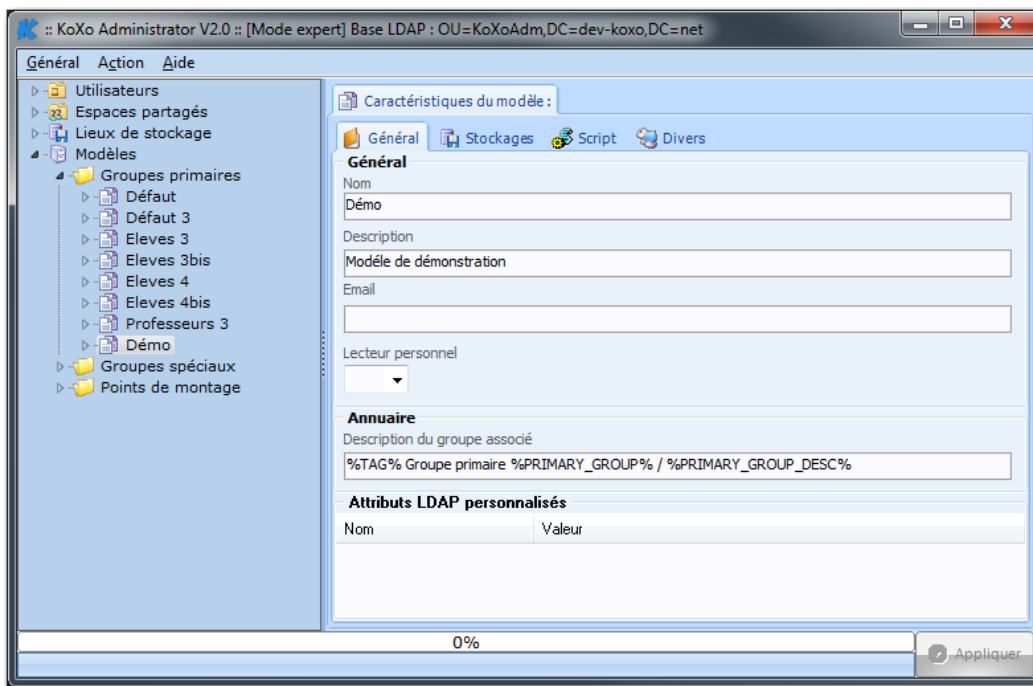 :: KoXo Administrator V2.0 :: [Mode expert] Base LDAP : OU=KoXoAdm,DC=dev-koxo,DC=net
Général Action Aide
Utilisateurs
Espaces partagés
Lieux de stockage
Modèles
Groupes primaires
Défaut
Défaut 3
Eleves 3
Eleves 3bis
Eleves 4
Eleves 4bis
Professeurs 3
Démo
Groupes spéciaux
Points de montage
Caractéristiques du modèle :
Général Stockages Script Divers
Général
Nom
Démo
Description
Modéle de démonstration
Email
Lecteur personnel
Annuaire
Description du groupe associé
%TAG% Groupe primaire %PRIMARY_GROUP% / %PRIMARY_GROUP_DESC%
Attributs LDAP personnalisés
Nom Valeur
0%
Appliquer